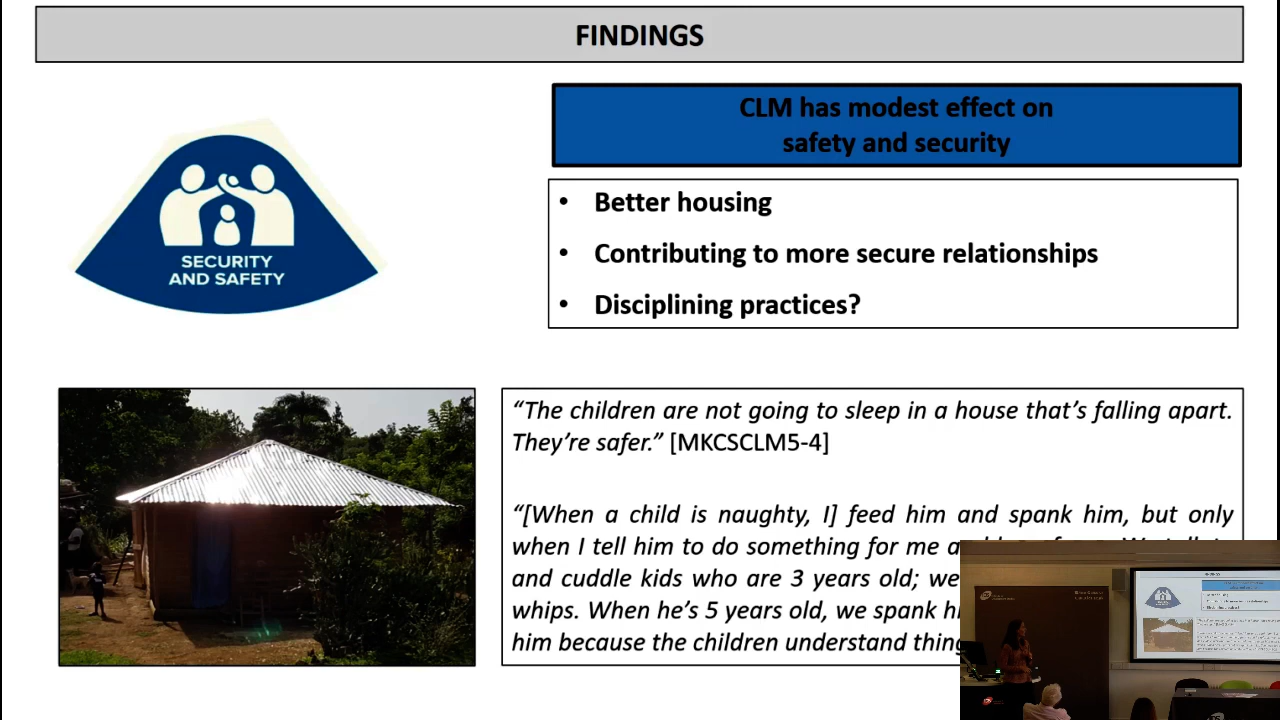 FINDINGS
CLM has modest effect on
safety and security
SECURITY
AND SAFETY
• Better housing
• Contributing to more secure relationships
• Disciplining practices?
“The children are not going to sleep in a house that’s falling apart.
They’re safer.” [MKCSCLM5-4]
“[When a child is naughty, I] feed him and spank him, but only
when I tell him to do something for me
and cuddle kids who are 3 years old; we
whips. When he’s 5 years old, we spank
him because the children understand
FINDINGS